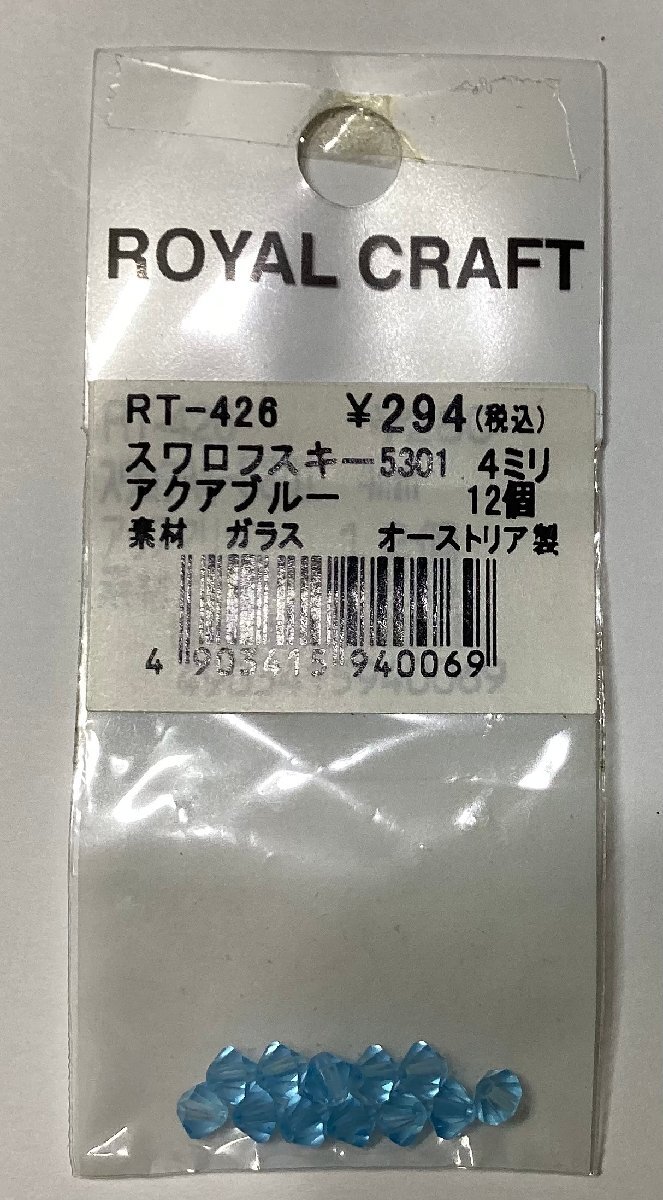 ROYAL CRAFT
RT-426 ¥294(税込)
スワロフスキー5301 4ミリ
アクアブルー 12個
素材 ガラス オーストリア製
4 903415 940069